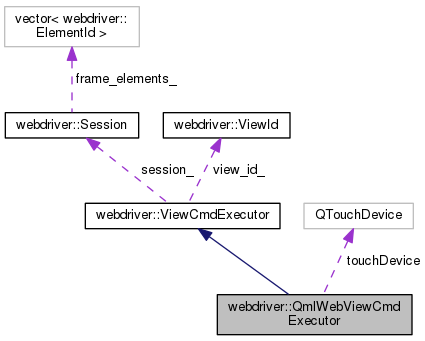 vector< webdriver::
ElementId >
frame_elements_
webdriver::Session
webdriver::ViewId
session_
view_id_
webdriver::ViewCmdExecutor
QTouchDevice
touchDevice
webdriver::QmlWebViewCmd
Executor